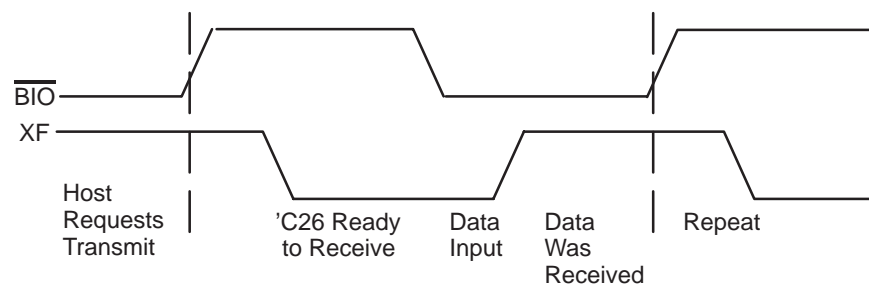 BIO
XF
Host
Requests
Transmit
'C26 Ready
to Receive
Data
Input
Data
Was
Received
Repeat